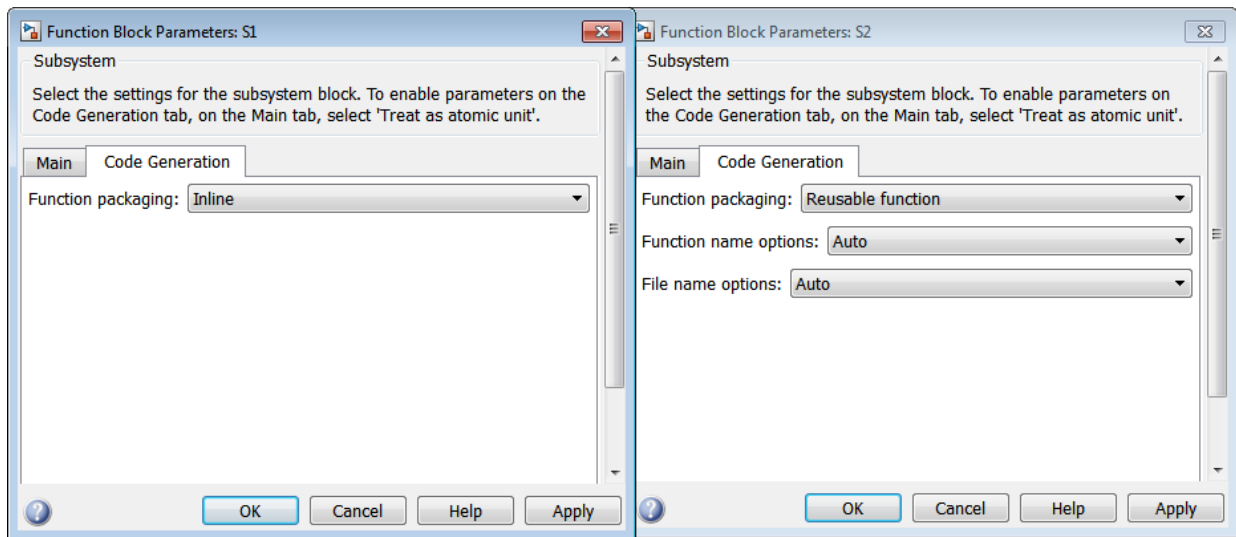 Function Block Parameters: S1
Subsystem
Select the settings for the subsystem block. To enable parameters on the
Code Generation tab, on the Main tab, select 'Treat as atomic unit'.
Main Code Generation
Function packaging: Inline
OK Cancel Help Apply
Function Block Parameters: S2
Subsystem
Select the settings for the subsystem block. To enable parameters on
the Code Generation tab, on the Main tab, select 'Treat as atomic unit'.
Main Code Generation
Function packaging: Reusable function
Function name options: Auto
File name options: Auto
OK Cancel Help Apply